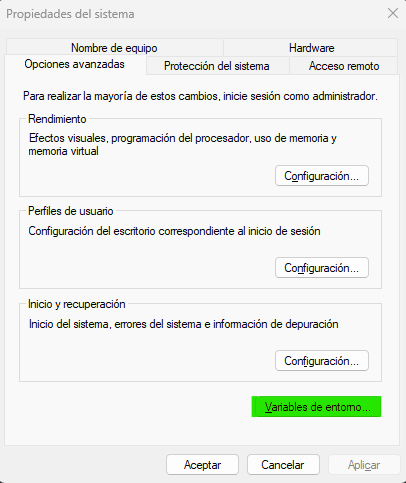 Propiedades del sistema
Nombre de equipo
Hardware
Opciones avanzadas
Protección del sistema
Acceso remoto
Para realizar la mayoría de estos cambios, inicie sesión como administrador.
Rendimiento
Efectos visuales, programación del procesador, uso de memoria y
memoria virtual
Configuración...
Perfiles de usuario
Configuración del escritorio correspondiente al inicio de sesión
Configuración...
Inicio y recuperación
Inicio del sistema, errores del sistema e información de depuración
Configuración...
Variables de entorno...
Aceptar
Cancelar
Aplicar